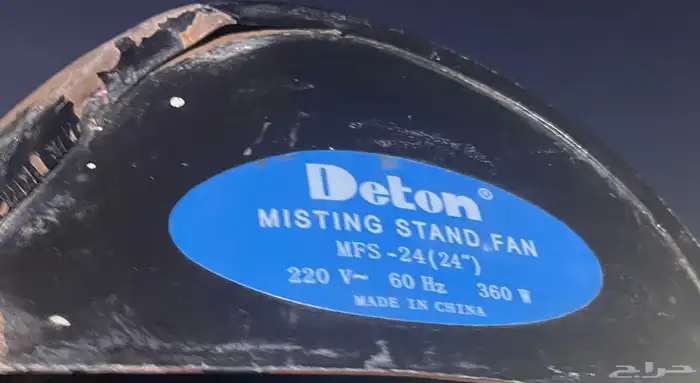 Deton®
MISTING STAND FAN
MFS-24(24")
220 V~ 60 Hz 360 W
MADE IN CHINA
حراج